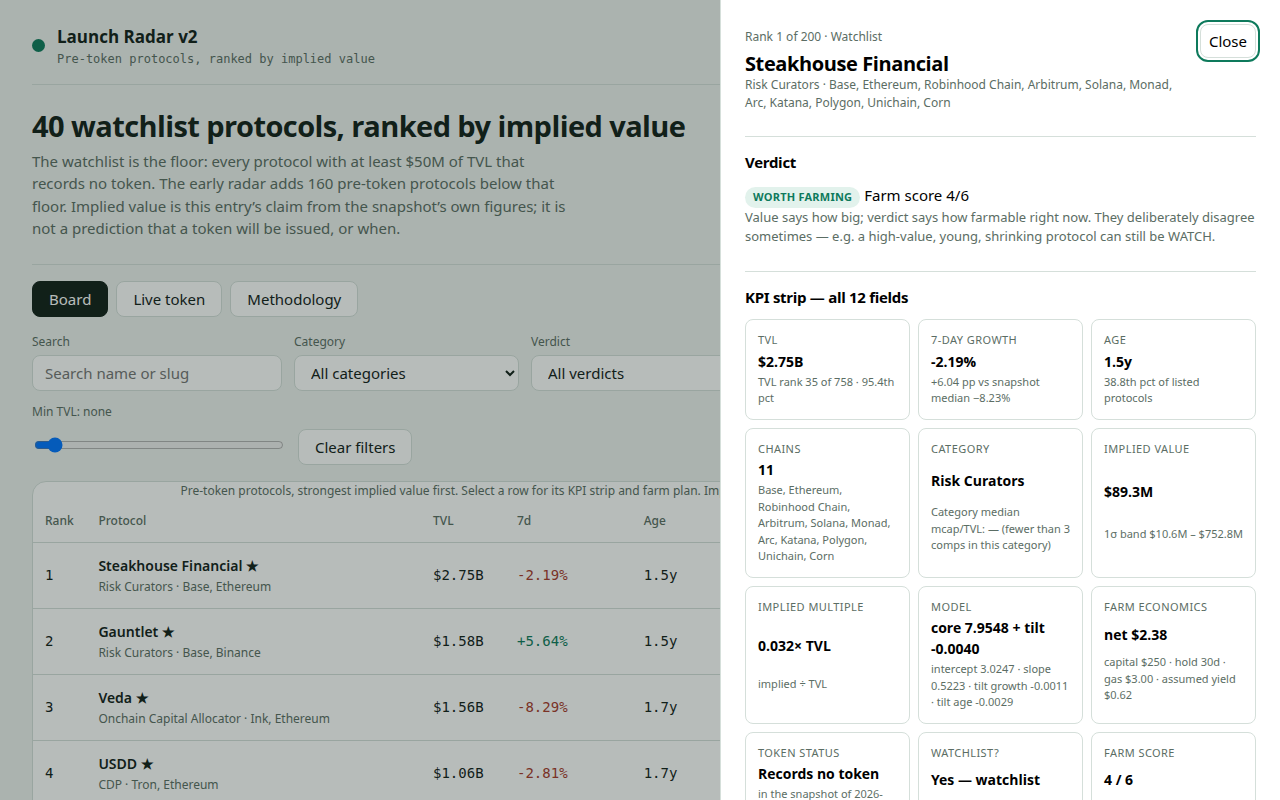 Launch Radar v2
Pre-token protocols, ranked by implied value
40 watchlist protocols, ranked by implied value
The watchlist is the floor: every protocol with at least $50M of TVL that
records no token. The early radar adds 160 pre-token protocols below that
floor. Implied value is this entry’s claim from the snapshot’s own figures; it is
not a prediction that a token will be issued, or when.
Board
Live token
Methodology
Search
Category
Verdict
Search name or slug
All categories
All verdicts
Min TVL: none
Clear filters
Pre-token protocols, strongest implied value first. Select a row for its KPI strip and farm plan. Im
Rank Protocol TVL 7d Age
1 Steakhouse Financial ★ $2.75B -2.19% 1.5y
Risk Curators · Base, Ethereum
2 Gauntlet ★ $1.58B +5.64% 1.5y
Risk Curators · Base, Binance
3 Veda ★ $1.56B -8.29% 1.7y
Onchain Capital Allocator · Ink, Ethereum
4 USDD ★ $1.06B -2.81% 1.7y
CDP · Tron, Ethereum
Rank 1 of 200 · Watchlist
Close
Steakhouse Financial
Risk Curators · Base, Ethereum, Robinhood Chain, Arbitrum, Solana, Monad,
Arc, Katana, Polygon, Unichain, Corn
Verdict
WORTH FARMING Farm score 4/6
Value says how big; verdict says how farmable right now. They deliberately disagree
sometimes — e.g. a high-value, young, shrinking protocol can still be WATCH.
KPI strip — all 12 fields
TVL
$2.75B
TVL rank 35 of 758 · 95.4th
pct
7-DAY GROWTH
-2.19%
+6.04 pp vs snapshot
median −8.23%
AGE
1.5y
38.8th pct of listed
protocols
CHAINS
11
Base, Ethereum,
Robinhood Chain,
Arbitrum, Solana, Monad,
Arc, Katana, Polygon,
Unichain, Corn
CATEGORY
Risk Curators
Category median
mcap/TVL: — (fewer than 3
comps in this category)
IMPLIED VALUE
$89.3M
1σ band $10.6M – $752.8M
IMPLIED MULTIPLE
0.032× TVL
implied ÷ TVL
MODEL
core 7.9548 + tilt
-0.0040
intercept 3.0247 · slope
0.5223 · tilt growth -0.0011
· tilt age -0.0029
FARM ECONOMICS
net $2.38
capital $250 · hold 30d ·
gas $3.00 · assumed yield
$0.62
TOKEN STATUS
Records no token
in the snapshot of 2026-
WATCHLIST?
Yes — watchlist
FARM SCORE
4 / 6